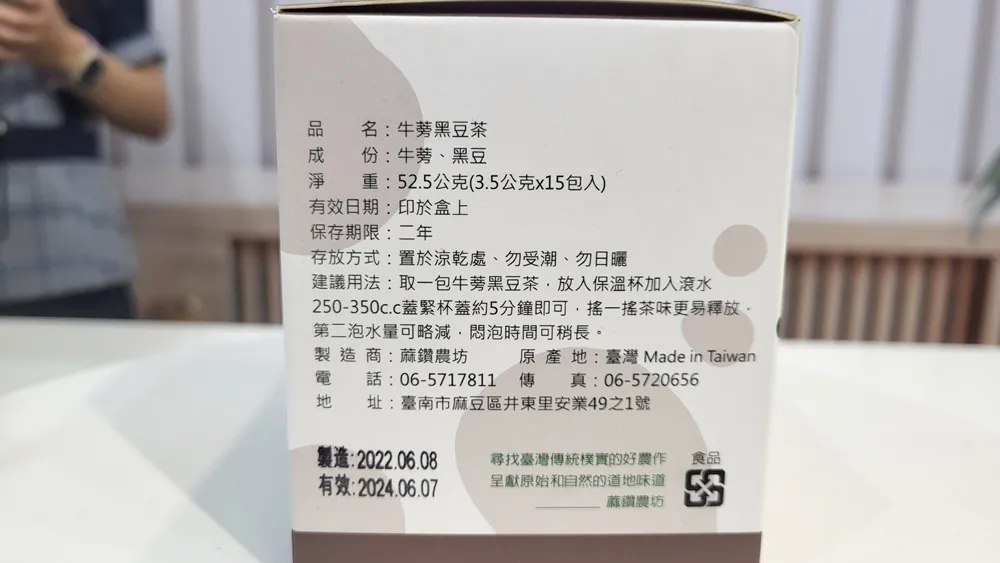 品 名:牛蒡黑豆茶
成 份:牛蒡、黑豆
淨 重:52.5公克(3.5公克x15包入)
有效日期:印於盒上
保存期限:二年
存放方式:置於涼乾處、勿受潮、勿日曬
建議用法:取一包牛蒡黑豆茶,放入保溫杯加入滾水
250-350c.c蓋緊杯蓋約5分鐘即可,搖一搖茶味更易釋放。
第二泡水量可略減,悶泡時間可稍長。
製 造 商:蔴鑽農坊 原 產 地:臺灣 Made in Taiwan
電 話:06-5717811 傳 真:06-5720656
地 址:臺南市麻豆區井東里安業49之1號
製造:2022.06.08
有效:2024.06.07
尋找臺灣傳統樸實的好農作
呈獻原始和自然的道地味道
蔴鑽農坊
食品